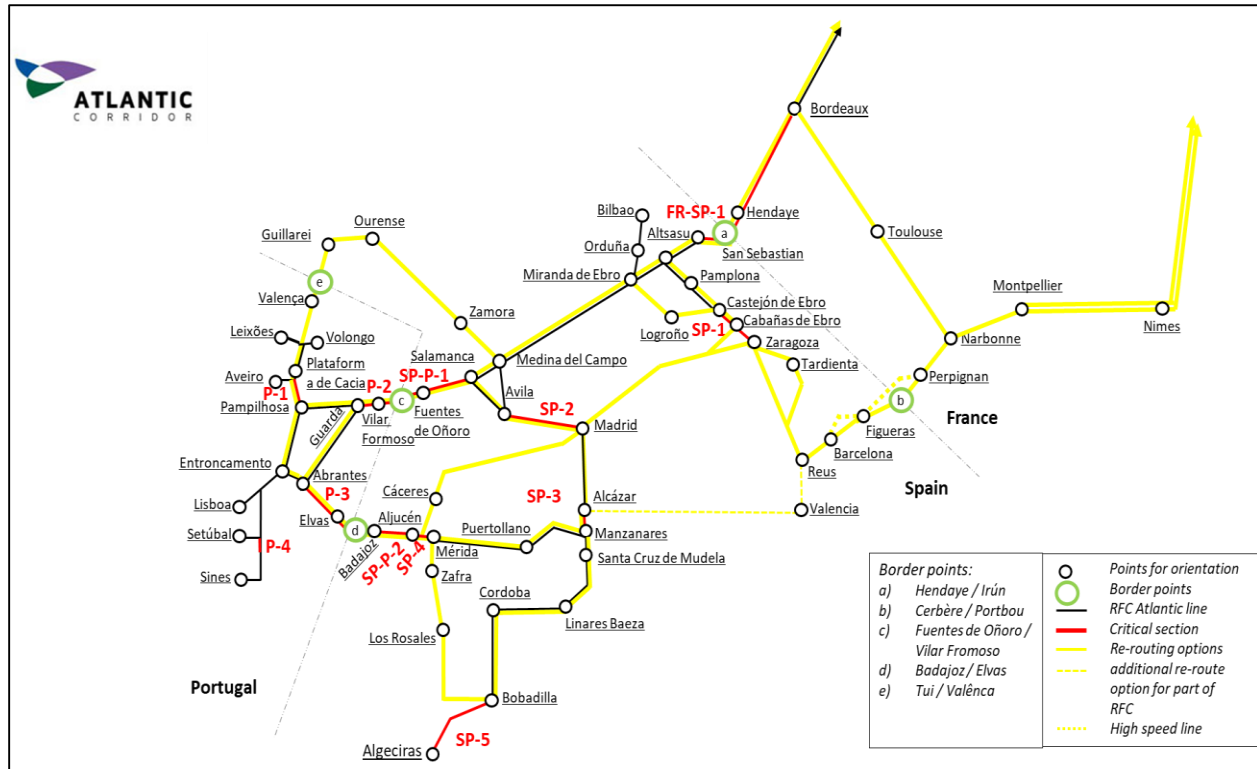 ATLANTIC
CORRIDOR
Bordeaux
Bilbao
FR-SP-1
Hendaye
Ourense
Orduña
Altsasu
a
Guillarei
San Sebastian
Toulouse
Miranda de Ebro
Pamplona
e
Valença
Castejón de Ebro
Montpellier
Zamora
Logroño
SP-1
Cabañas de Ebro
Nimes
Leixões
Volongo
Zaragoza
Narbonne
Salamanca
Medina del Campo
Tardienta
Plataform
a de Cacia
SP-P-1
Perpignan
Aveiro
P-1
P-2
Avila
c
b
Pampilhosa
Guarda
Vilar
Formoso
Fuentes
de Oñoro
SP-2
Madrid
Figueras
France
Barcelona
Entroncamento
Abrantes
Reus
Spain
P-3
Cáceres
SP-3
Alcázar
Lisboa
Elvas
Aljucén
Puertollano
Valencia
d
Setúbal
P-4
Badajoz
SP-P-2
SP-4
Mérida
Manzanares
Santa Cruz de Mudela
Sines
Zafra
Cordoba
Linares Baeza
Los Rosales
Portugal
Bobadilla
SP-5
Algeciras
Border points:
a) Hendaye / Irún
b) Cerbère / Portbou
c) Fuentes de Oñoro /
Vilar Fromoso
d) Badajoz / Elvas
e) Tui / Valênca
Points for orientation
Border points
RFC Atlantic line
Critical section
Re-routing options
additional re-route
option for part of
RFC
High speed line